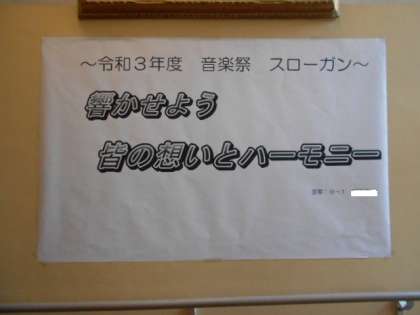 ～令和３年度　音楽祭　スローガン～
響かせよう
皆の想いとハーモニー